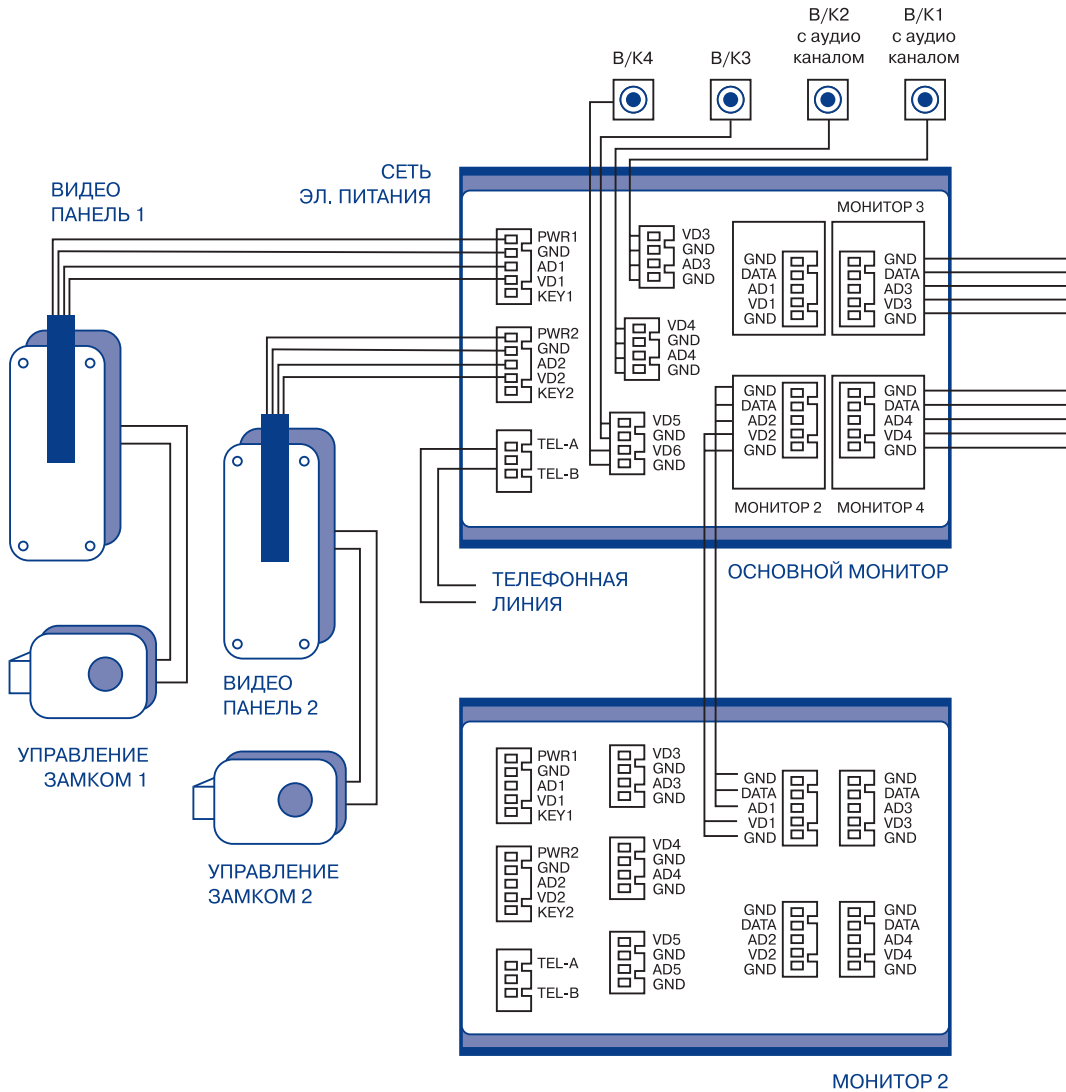 В/К4
В/К3
В/К2
с аудио
каналом
В/К1
с аудио
каналом
СЕТЬ
ЭЛ. ПИТАНИЯ
ВИДЕО
ПАНЕЛЬ 1
PWR1
GND
AD1
VD1
KEY1
VD3
GND
AD3
GND
МОНИТОР 3
GND
DATA
AD1
VD1
GND
GND
DATA
AD3
VD3
GND
PWR2
GND
AD2
VD2
KEY2
VD4
GND
AD4
GND
GND
DATA
AD2
VD2
GND
GND
DATA
AD4
VD4
GND
TEL-A
TEL-B
VD5
GND
VD6
GND
МОНИТОР 2
МОНИТОР 4
ОСНОВНОЙ МОНИТОР
ТЕЛЕФОННАЯ
ЛИНИЯ
ВИДЕО
ПАНЕЛЬ 2
УПРАВЛЕНИЕ
ЗАМКОМ 1
УПРАВЛЕНИЕ
ЗАМКОМ 2
PWR1
GND
AD1
VD1
KEY1
VD3
GND
AD3
GND
GND
DATA
AD1
VD1
GND
GND
DATA
AD3
VD3
GND
PWR2
GND
AD2
VD2
KEY2
VD4
GND
AD4
GND
GND
DATA
AD2
VD2
GND
GND
DATA
AD4
VD4
GND
TEL-A
TEL-B
VD5
GND
AD5
GND
МОНИТОР 2